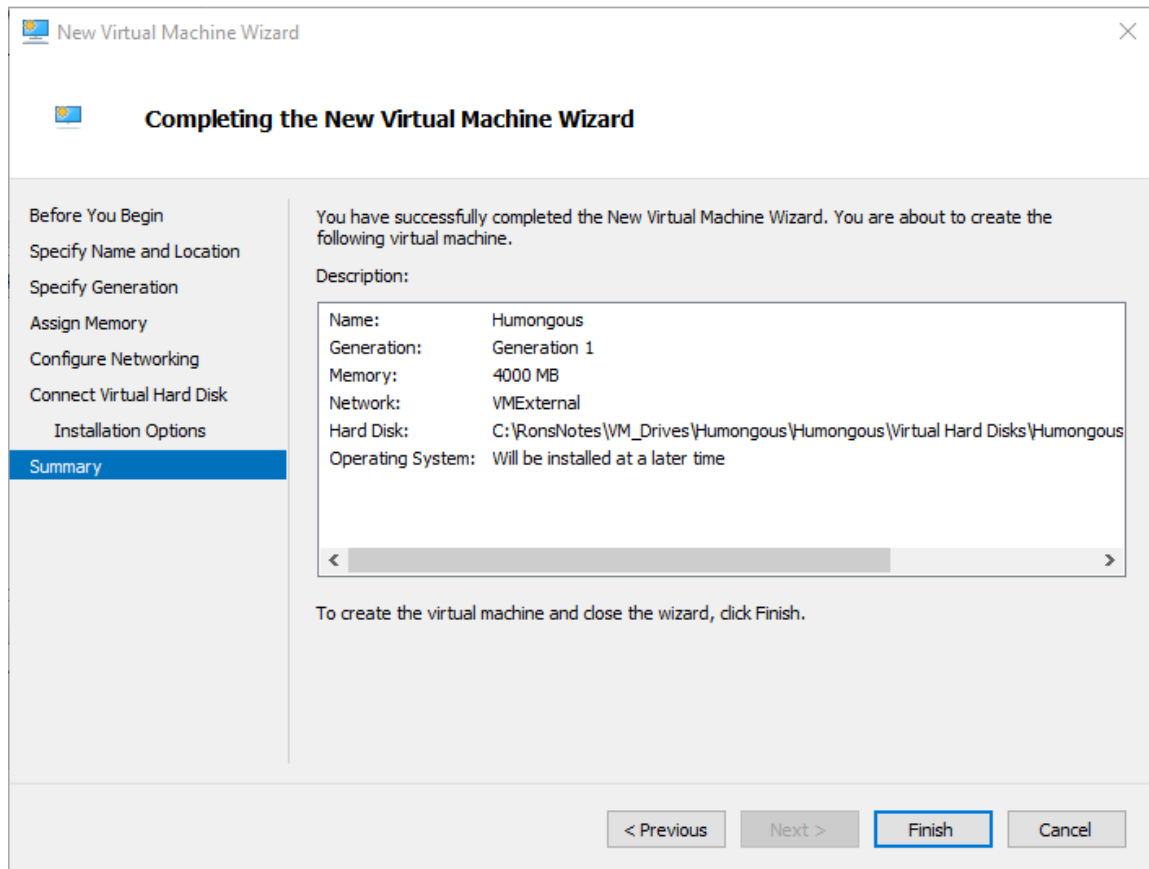 New Virtual Machine Wizard
Completing the New Virtual Machine Wizard
Before You Begin
Specify Name and Location
Specify Generation
Assign Memory
Configure Networking
Connect Virtual Hard Disk
Installation Options
Summary
You have successfully completed the New Virtual Machine Wizard. You are about to create the
following virtual machine.
Description:
Name: Humongous
Generation: Generation 1
Memory: 4000 MB
Network: VMExternal
Hard Disk: C:\RonsNotes\VM_Drives\Humongous\Humongous\Virtual Hard Disks\Humongous
Operating System: Will be installed at a later time
To create the virtual machine and close the wizard, click Finish.
< Previous Next > Finish Cancel